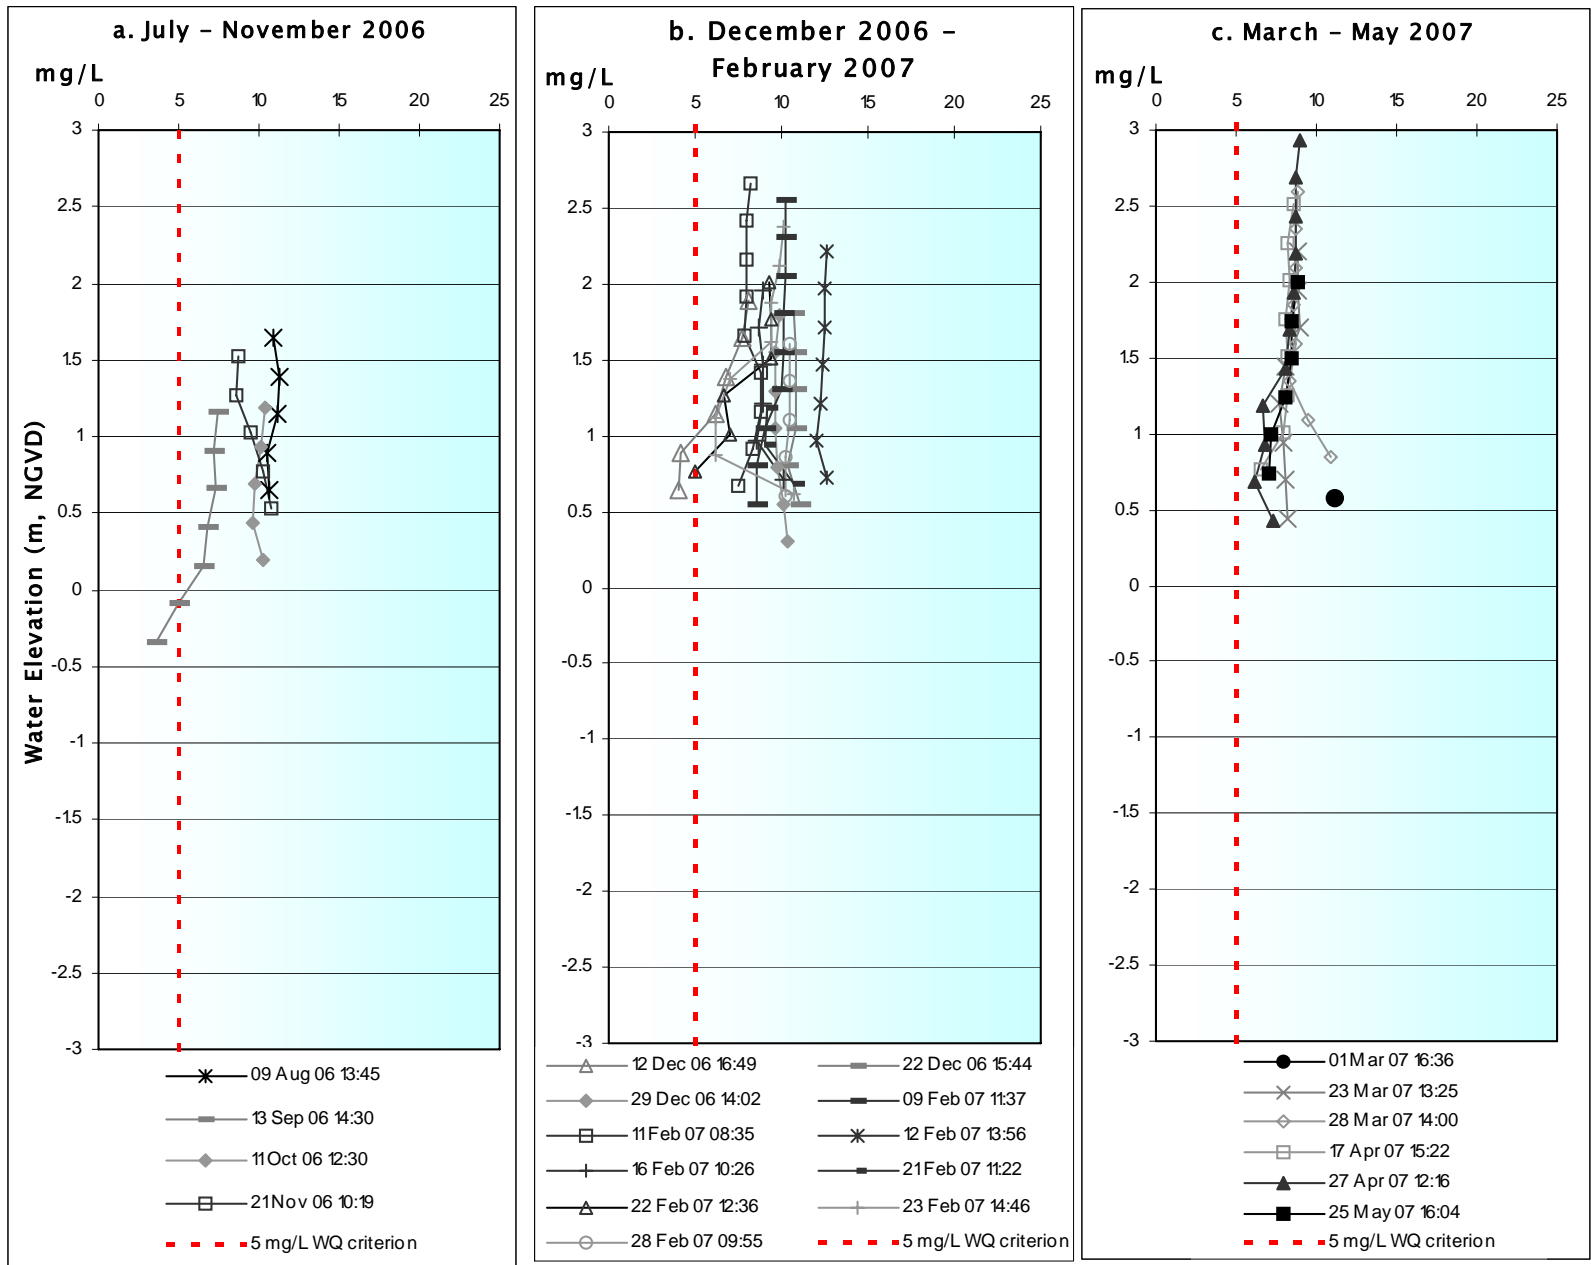 a. July – November 2006
mg/L
0 5 10 15 20 25
3
2.5
2
1.5
1
0.5
0
-0.5
-1
-1.5
-2
-2.5
-3
Water Elevation (m, NGVD)
09 Aug 06 13:45
13 Sep 06 14:30
11 Oct 06 12:30
21 Nov 06 10:19
5 mg/L WQ criterion
b. December 2006 –
February 2007
mg/L
0 5 10 15 20 25
3
2.5
2
1.5
1
0.5
0
-0.5
-1
-1.5
-2
-2.5
-3
12 Dec 06 16:49 22 Dec 06 15:44
29 Dec 06 14:02 09 Feb 07 11:37
11 Feb 07 08:35 12 Feb 07 13:56
16 Feb 07 10:26 21 Feb 07 11:22
22 Feb 07 12:36 23 Feb 07 14:46
28 Feb 07 09:55 5 mg/L WQ criterion
c. March – May 2007
mg/L
0 5 10 15 20 25
3
2.5
2
1.5
1
0.5
0
-0.5
-1
-1.5
-2
-2.5
-3
01 Mar 07 16:36
23 Mar 07 13:25
28 Mar 07 14:00
17 Apr 07 15:22
27 Apr 07 12:16
25 May 07 16:04
5 mg/L WQ criterion